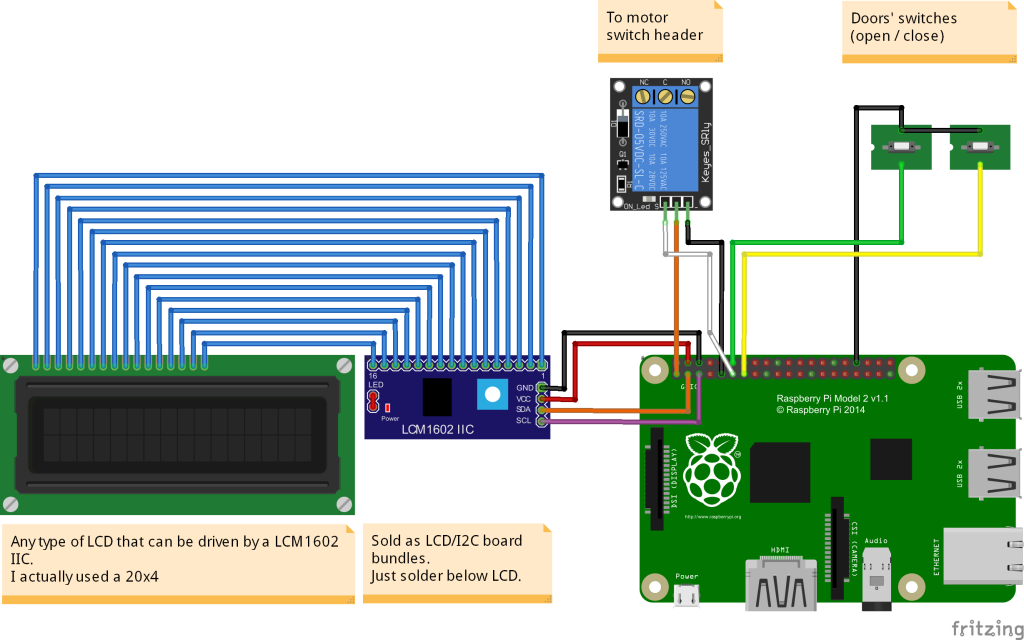 To motor
switch header
Doors' switches
(open / close)
NC C NO
SRD-05VDC-SL-C
10A 250VAC 10A 125VAC
10A 30VDC 10A 28VDC
Keyes_SR1y
ON_Led S
16
1
LED
Power
GND
VCC
SDA
SCL
LCM1602 IIC
GPIO
Raspberry Pi Model 2 v1.1
© Raspberry Pi 2014
USB 2x
USB 2x
DSI (DISPLAY)
http://www.raspberrypi.org
CSI (CAMERA)
Audio
ETHERNET
HDMI
Power
Any type of LCD that can be driven by a LCM1602
IIC.
I actually used a 20x4
Sold as LCD/I2C board
bundles.
Just solder below LCD.
fritzing